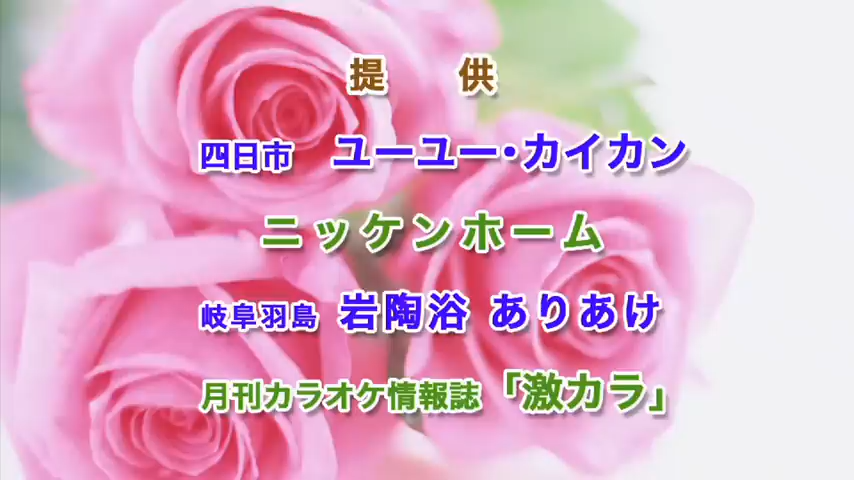 提　供
四日市　ユーユー・カイカン
ニッケンホーム
岐阜羽島　岩陶浴 ありあけ
月刊カラオケ情報誌「激カラ」